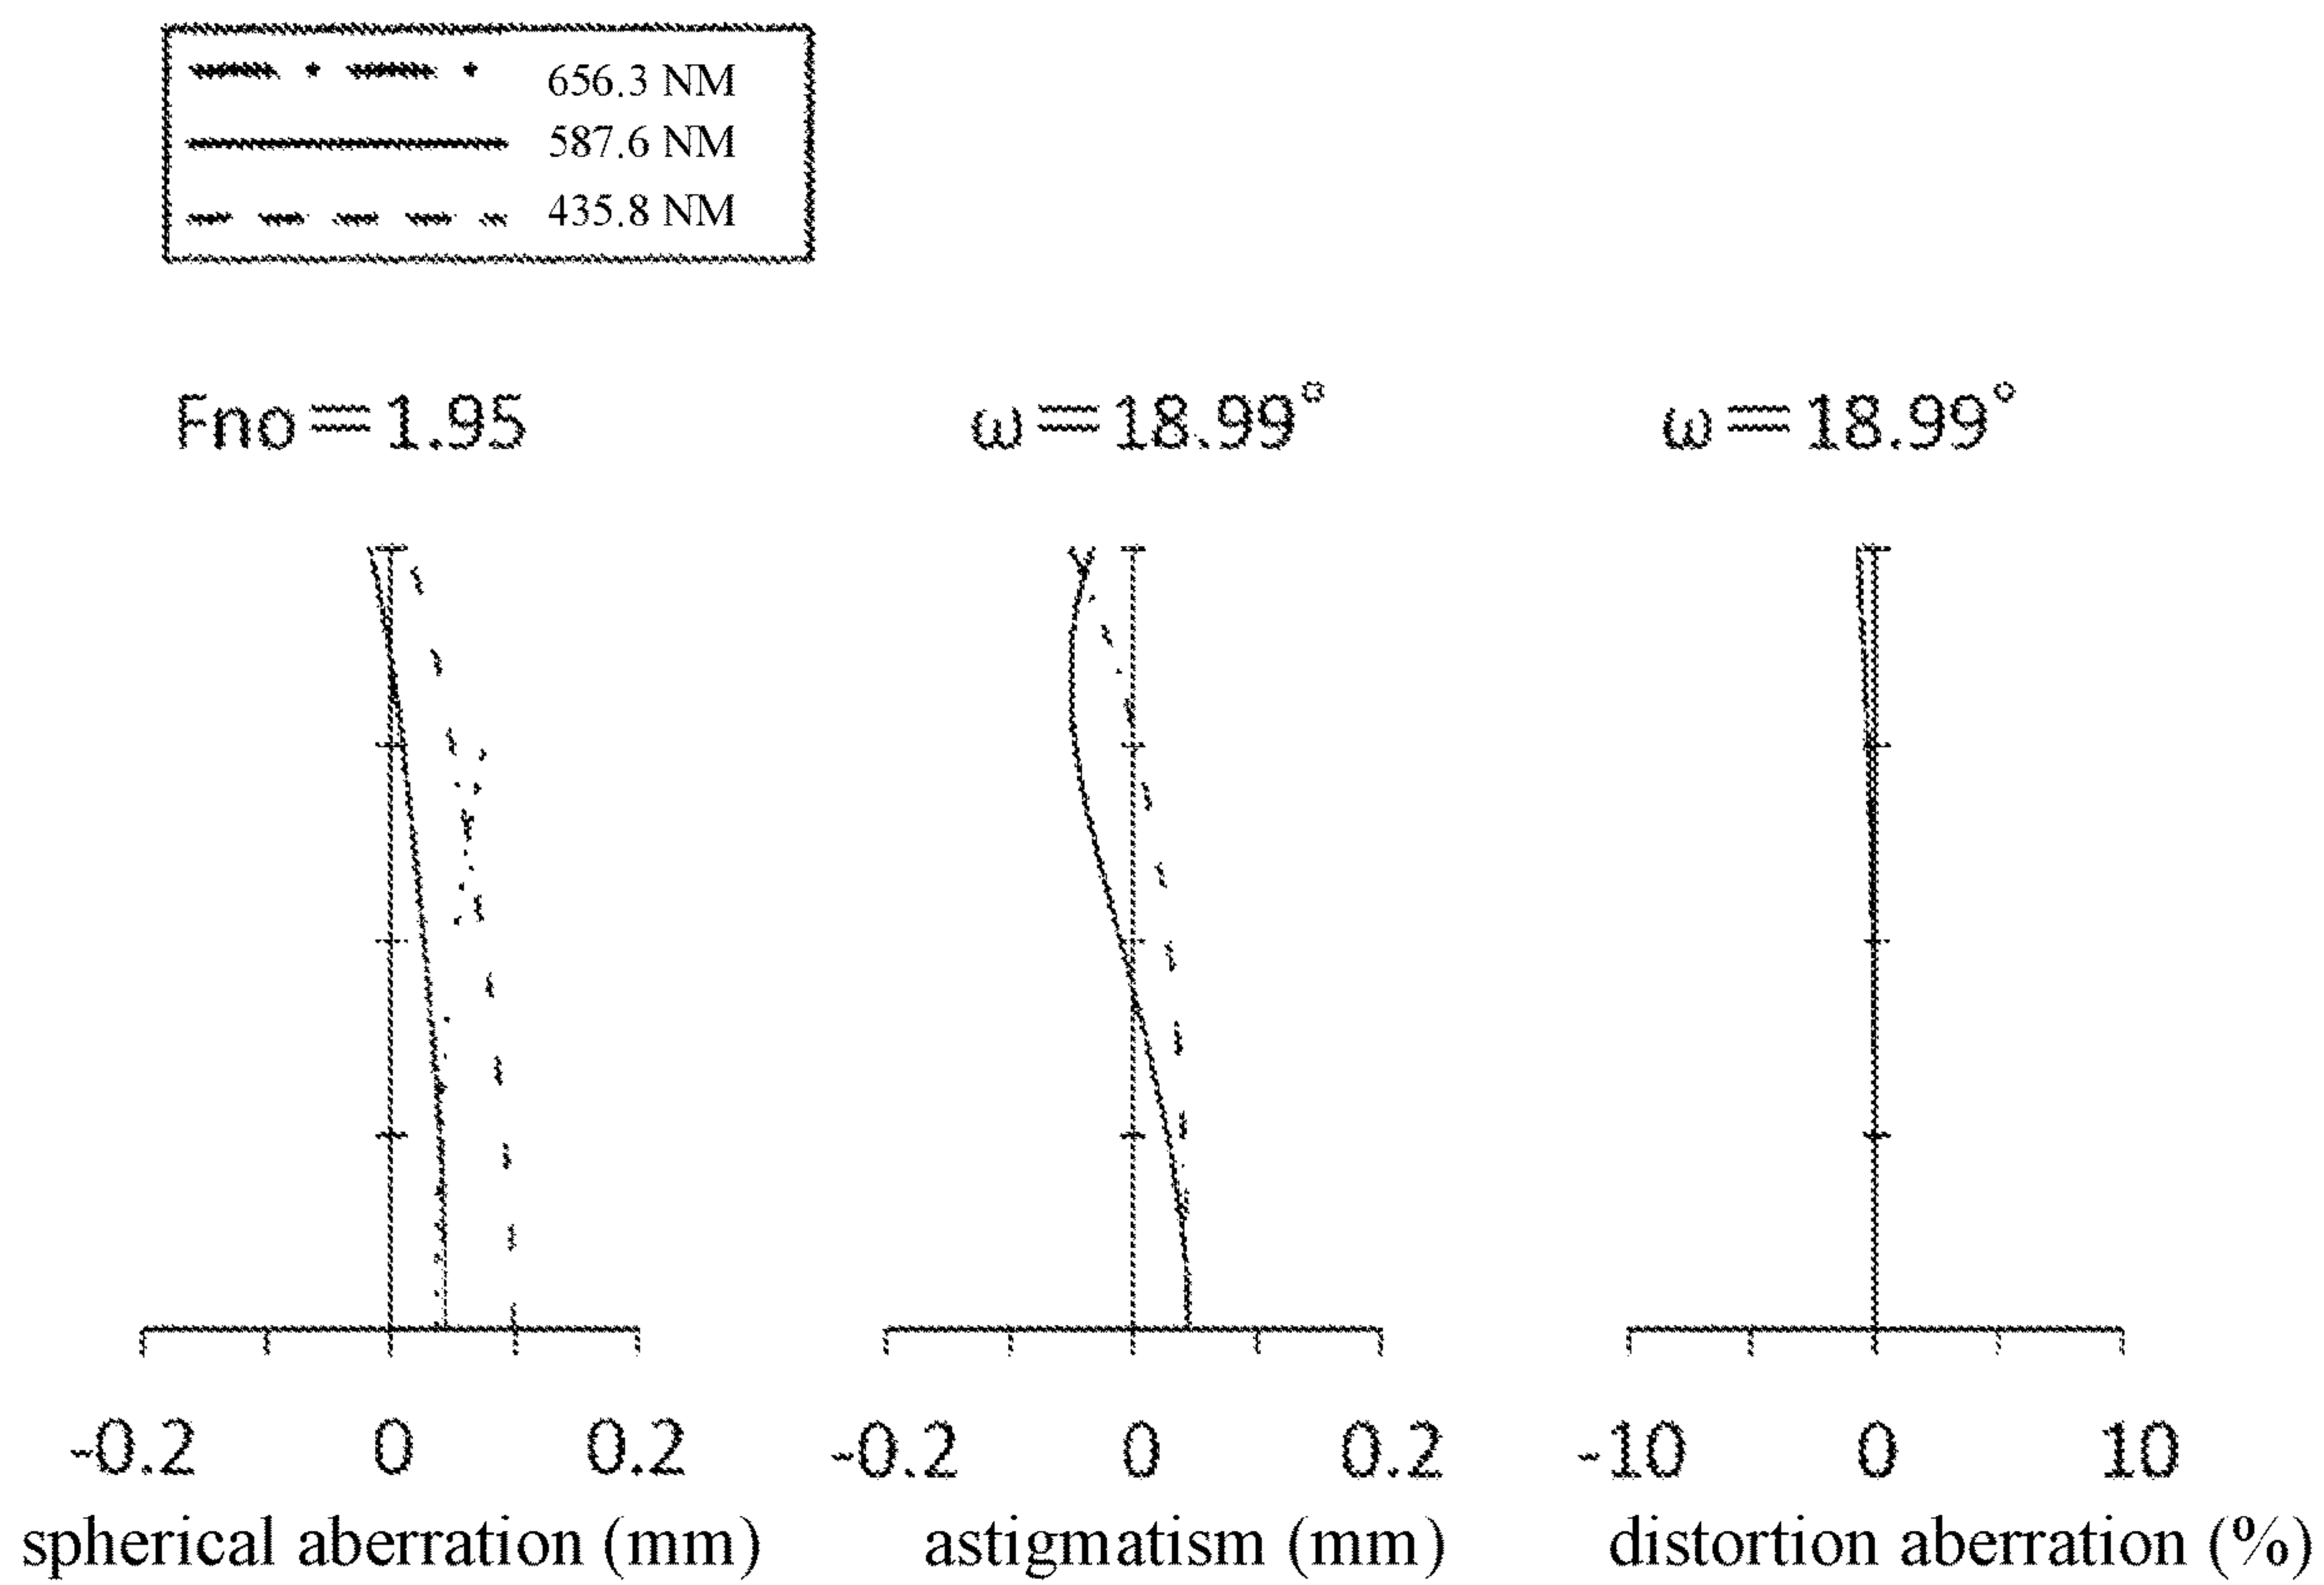 656.3 NM
587.6 NM
435.8 NM
Fno=1.95
ω=18.99°
ω=18.99°
-0.2 0 0.2
-0.2 0 0.2
-10 0 10
spherical aberration (mm)
astigmatism (mm)
distortion aberration (%)